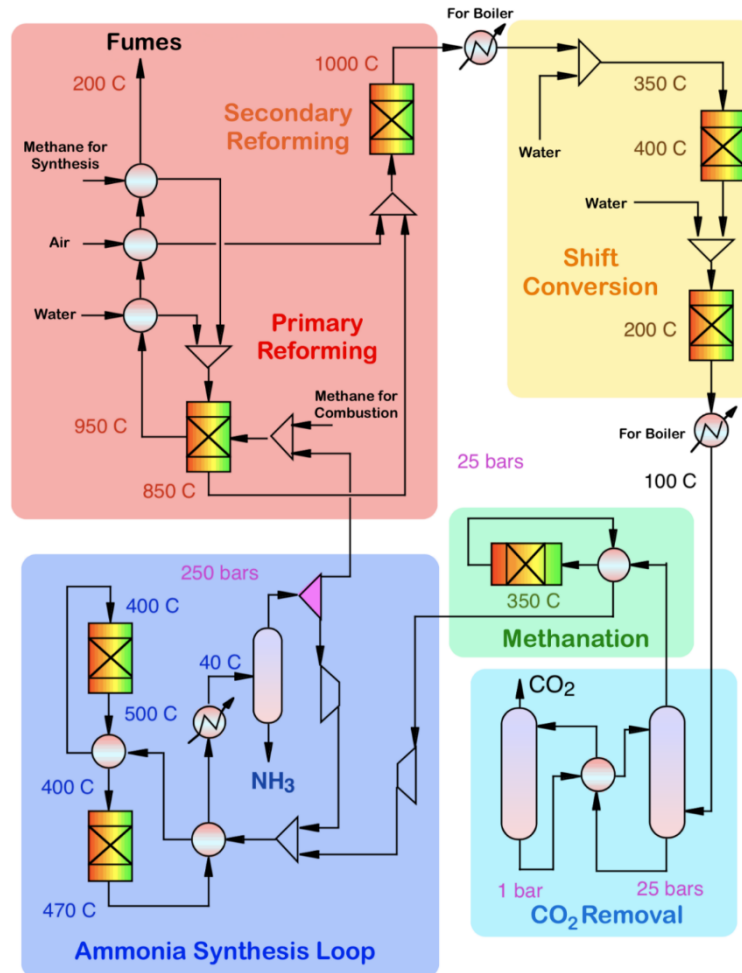 Fumes
200 C
Methane for
Synthesis
Air
Water
950 C
850 C
Primary
Reforming
Methane for
Combustion
Secondary
Reforming
1000 C
For Boiler
Water
350 C
400 C
Water
Shift
Conversion
200 C
For Boiler
25 bars
100 C
350 C
Methanation
CO2
1 bar
25 bars
CO2 Removal
250 bars
400 C
500 C
400 C
470 C
40 C
NH3
Ammonia Synthesis Loop